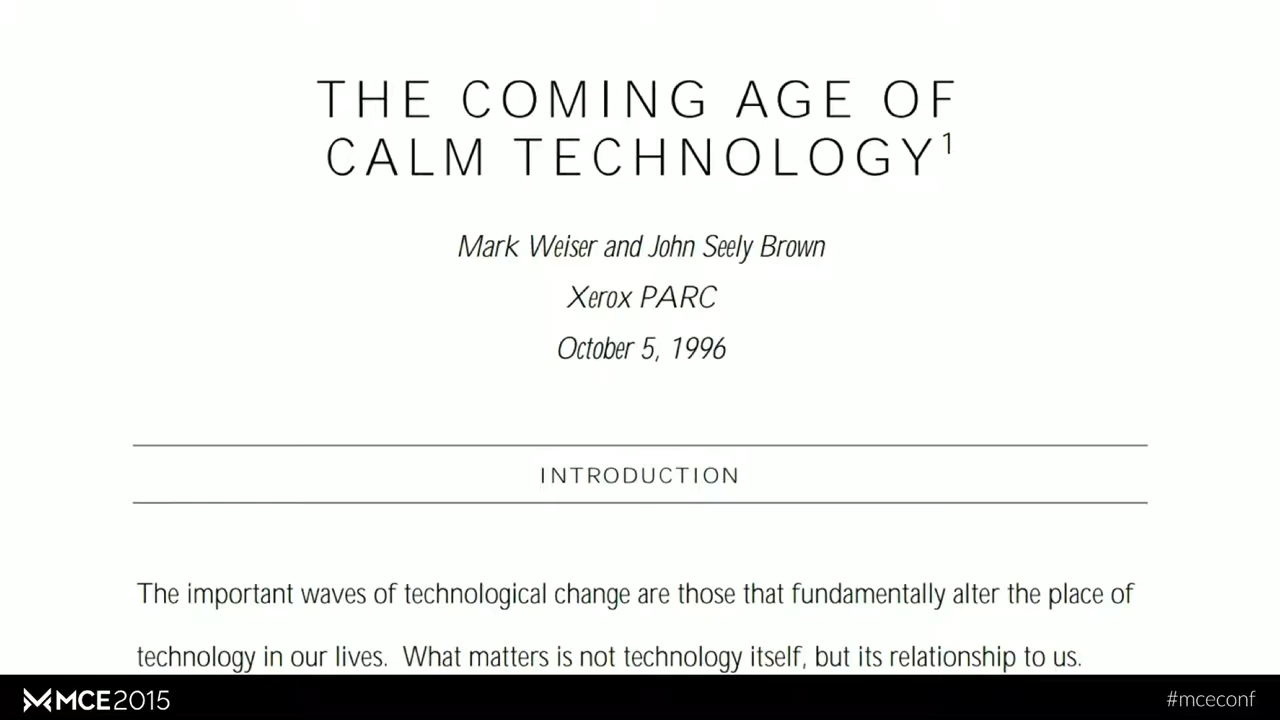 THE COMING AGE OF
CALM TECHNOLOGY¹
Mark Weiser and John Seely Brown
Xerox PARC
October 5, 1996
INTRODUCTION
The important waves of technological change are those that fundamentally alter the place of
technology in our lives.  What matters is not technology itself, but its relationship to us.
MCE2015
#mceconf